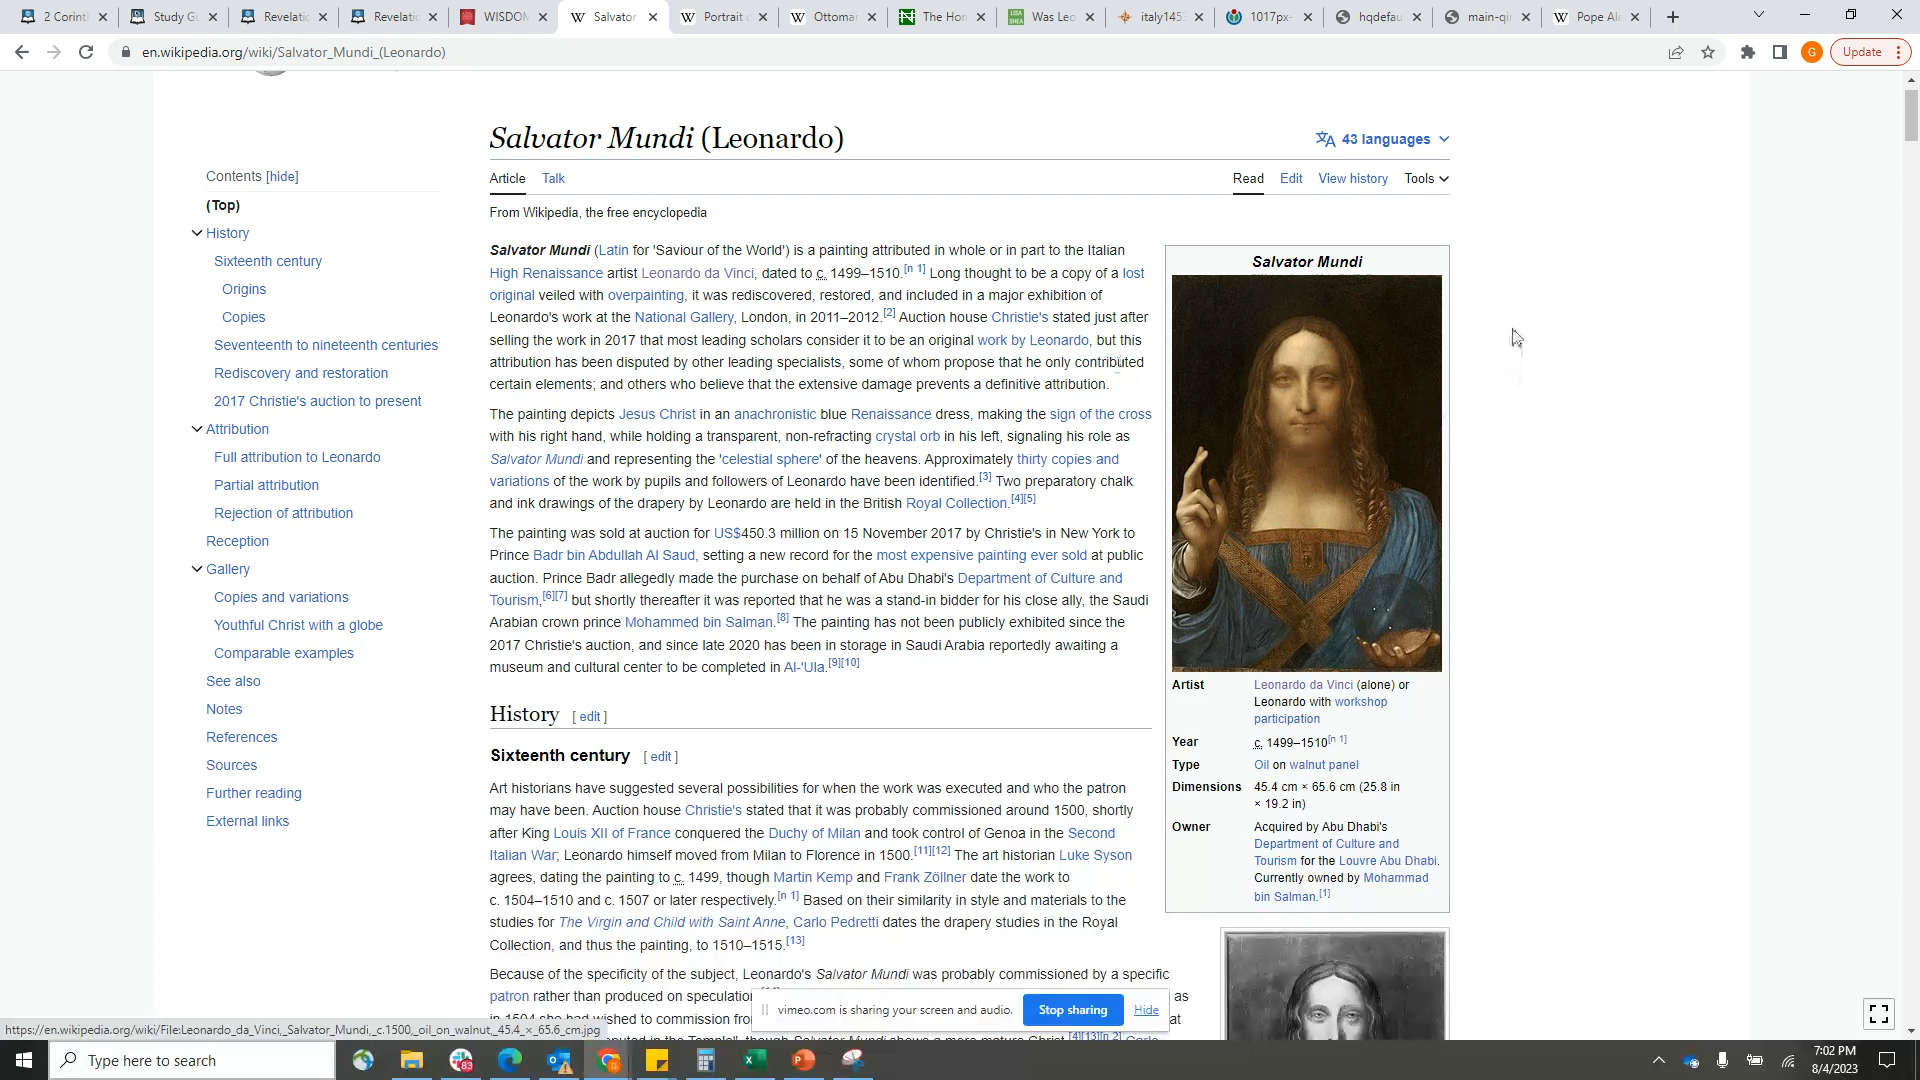 2 Corinth
Study Gu
Revelatio
Revelatio
WISDOM
Salvator
Portrait
Ottoman
The Hor
Was Leo
italy145
1017px-
hqdefau
main-qi
Pope Ale
en.wikipedia.org/wiki/Salvator_Mundi_(Leonardo)
G
Update
Salvator Mundi (Leonardo)
43 languages
Article Talk
Read Edit View history Tools
From Wikipedia, the free encyclopedia
Contents [hide]
(Top)
History
Sixteenth century
Origins
Copies
Seventeenth to nineteenth centuries
Rediscovery and restoration
2017 Christie's auction to present
Attribution
Full attribution to Leonardo
Partial attribution
Rejection of attribution
Reception
Gallery
Copies and variations
Youthful Christ with a globe
Comparable examples
See also
Notes
References
Sources
Further reading
External links
Salvator Mundi (Latin for 'Saviour of the World') is a painting attributed in whole or in part to the Italian
High Renaissance artist Leonardo da Vinci, dated to c. 1499–1510.[n 1] Long thought to be a copy of a lost
original veiled with overpainting, it was rediscovered, restored, and included in a major exhibition of
Leonardo's work at the National Gallery, London, in 2011–2012.[2] Auction house Christie's stated just after
selling the work in 2017 that most leading scholars consider it to be an original work by Leonardo, but this
attribution has been disputed by other leading specialists, some of whom propose that he only contributed
certain elements; and others who believe that the extensive damage prevents a definitive attribution.
The painting depicts Jesus Christ in an anachronistic blue Renaissance dress, making the sign of the cross
with his right hand, while holding a transparent, non-refracting crystal orb in his left, signaling his role as
Salvator Mundi and representing the 'celestial sphere' of the heavens. Approximately thirty copies and
variations of the work by pupils and followers of Leonardo have been identified.[3] Two preparatory chalk
and ink drawings of the drapery by Leonardo are held in the British Royal Collection.[4][5]
The painting was sold at auction for US$450.3 million on 15 November 2017 by Christie's in New York to
Prince Badr bin Abdullah Al Saud, setting a new record for the most expensive painting ever sold at public
auction. Prince Badr allegedly made the purchase on behalf of Abu Dhabi's Department of Culture and
Tourism,[6][7] but shortly thereafter it was reported that he was a stand-in bidder for his close ally, the Saudi
Arabian crown prince Mohammed bin Salman.[8] The painting has not been publicly exhibited since the
2017 Christie's auction, and since late 2020 has been in storage in Saudi Arabia reportedly awaiting a
museum and cultural center to be completed in Al-'Ula.[9][10]
History [ edit ]
Sixteenth century [ edit ]
Art historians have suggested several possibilities for when the work was executed and who the patron
may have been. Auction house Christie's stated that it was probably commissioned around 1500, shortly
after King Louis XII of France conquered the Duchy of Milan and took control of Genoa in the Second
Italian War; Leonardo himself moved from Milan to Florence in 1500.[11][12] The art historian Luke Syson
agrees, dating the painting to c. 1499, though Martin Kemp and Frank Zöllner date the work to
c. 1504–1510 and c. 1507 or later respectively.[n 1] Based on their similarity in style and materials to the
studies for The Virgin and Child with Saint Anne, Carlo Pedretti dates the drapery studies in the Royal
Collection, and thus the painting, to 1510–1515.[13]
Because of the specificity of the subject, Leonardo's Salvator Mundi was probably commissioned by a specific
patron rather than produced on speculation as
in 1504 she had wished to commission fro at
Salvator Mundi
Artist Leonardo da Vinci (alone) or
Leonardo with workshop
participation
Year c. 1499–1510[n 1]
Type Oil on walnut panel
Dimensions 45.4 cm × 65.6 cm (25.8 in
× 19.2 in)
Owner Acquired by Abu Dhabi's
Department of Culture and
Tourism for the Louvre Abu Dhabi.
Currently owned by Mohammad
bin Salman.[1]
vimeo.com is sharing your screen and audio. Stop sharing Hide
https://en.wikipedia.org/wiki/File:Leonardo_da_Vinci,_Salvator_Mundi,_c.1500,_oil_on_walnut,_45.4_×_65.6_cm.jpg
Type here to search
83
7:02 PM
8/4/2023